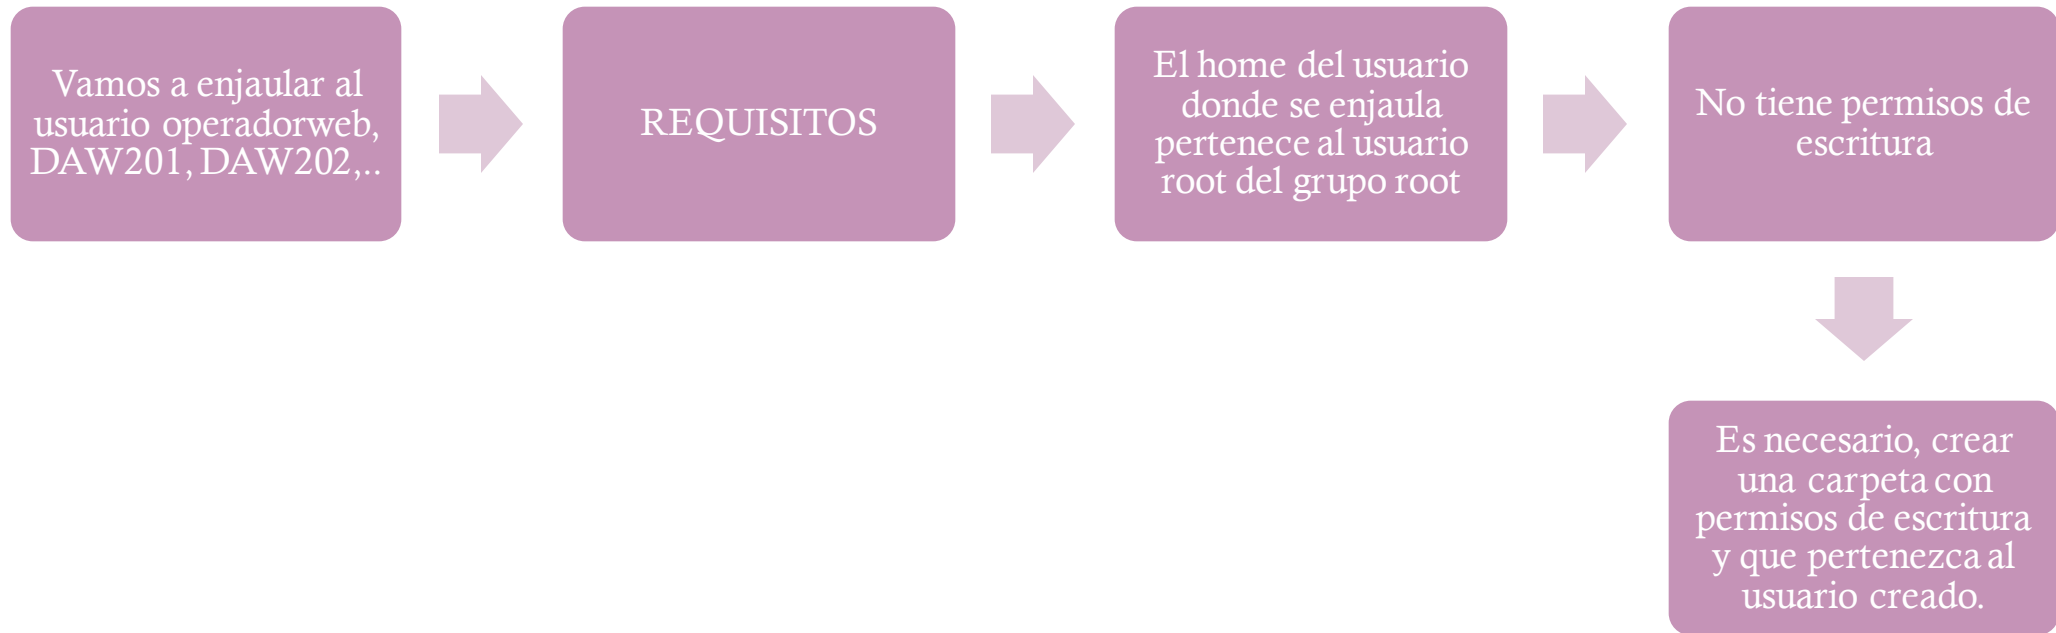 Vamos a enjaular al
usuario operadorweb,
DAW201, DAW202,..
REQUISITOS
El home del usuario
donde se enjaula
pertenece al usuario
root del grupo root
No tiene permisos de
escritura
Es necesario, crear
una carpeta con
permisos de escritura
y que pertenezca al
usuario creado.